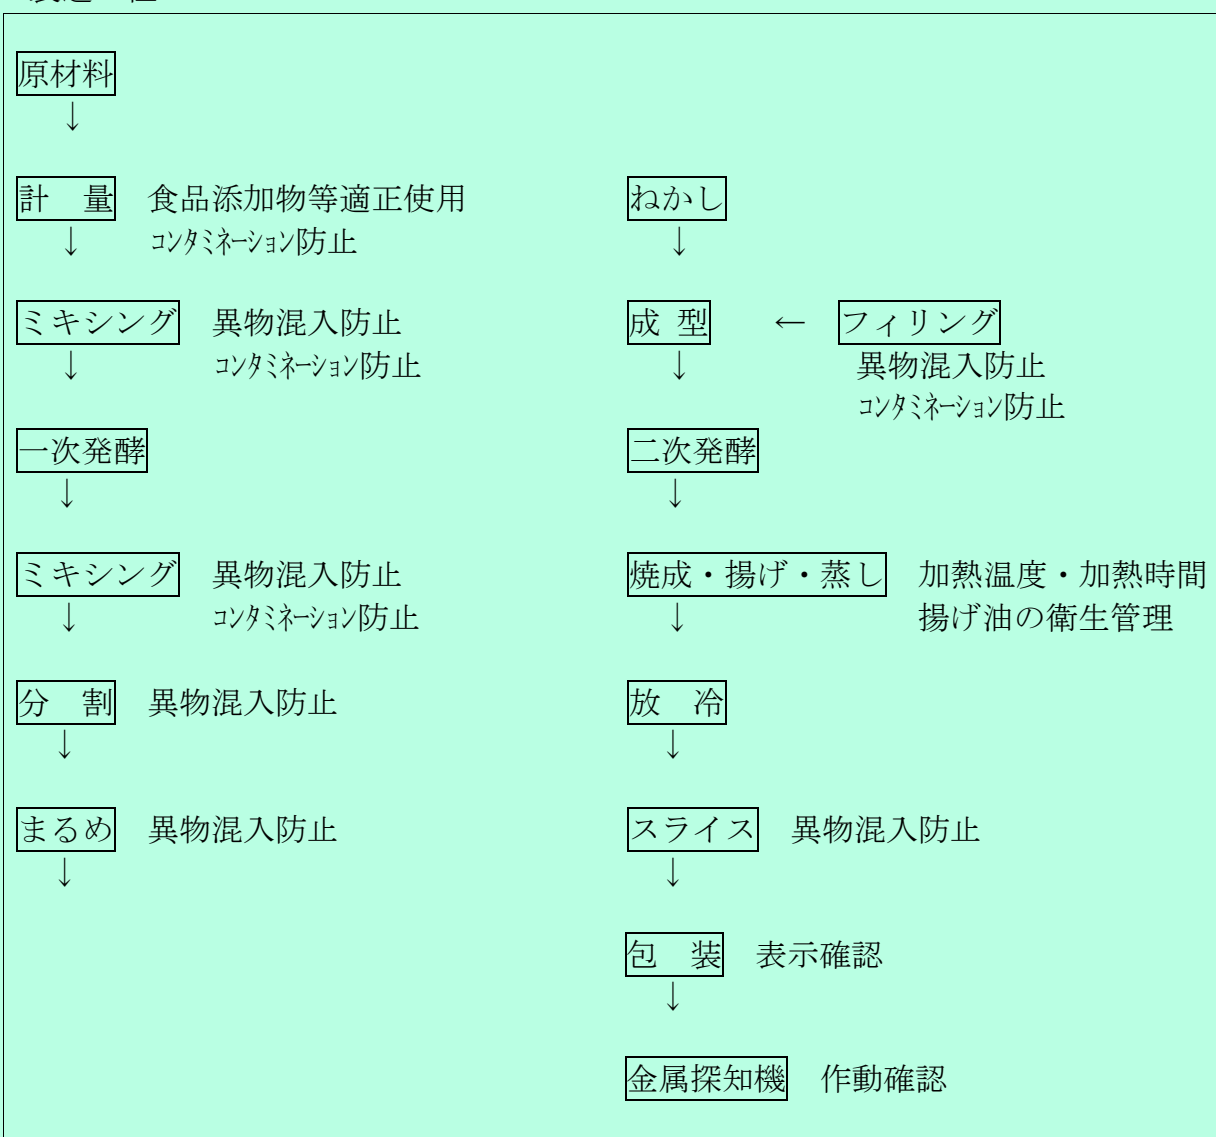 原材料
↓
計　量　食品添加物等適正使用
↓　ｺﾝﾀﾐﾈｰｼｮﾝ防止
ミキシング　異物混入防止
↓　ｺﾝﾀﾐﾈｰｼｮﾝ防止
一次発酵
↓
ミキシング　異物混入防止
↓　ｺﾝﾀﾐﾈｰｼｮﾝ防止
分　割　異物混入防止
↓
まるめ　異物混入防止
↓
ねかし
↓
成 型　←　フィリング
↓　異物混入防止
ｺﾝﾀﾐﾈｰｼｮﾝ防止
二次発酵
↓
焼成・揚げ・蒸し　加熱温度・加熱時間
↓　揚げ油の衛生管理
放　冷
↓
スライス　異物混入防止
↓
包　装　表示確認
↓
金属探知機　作動確認